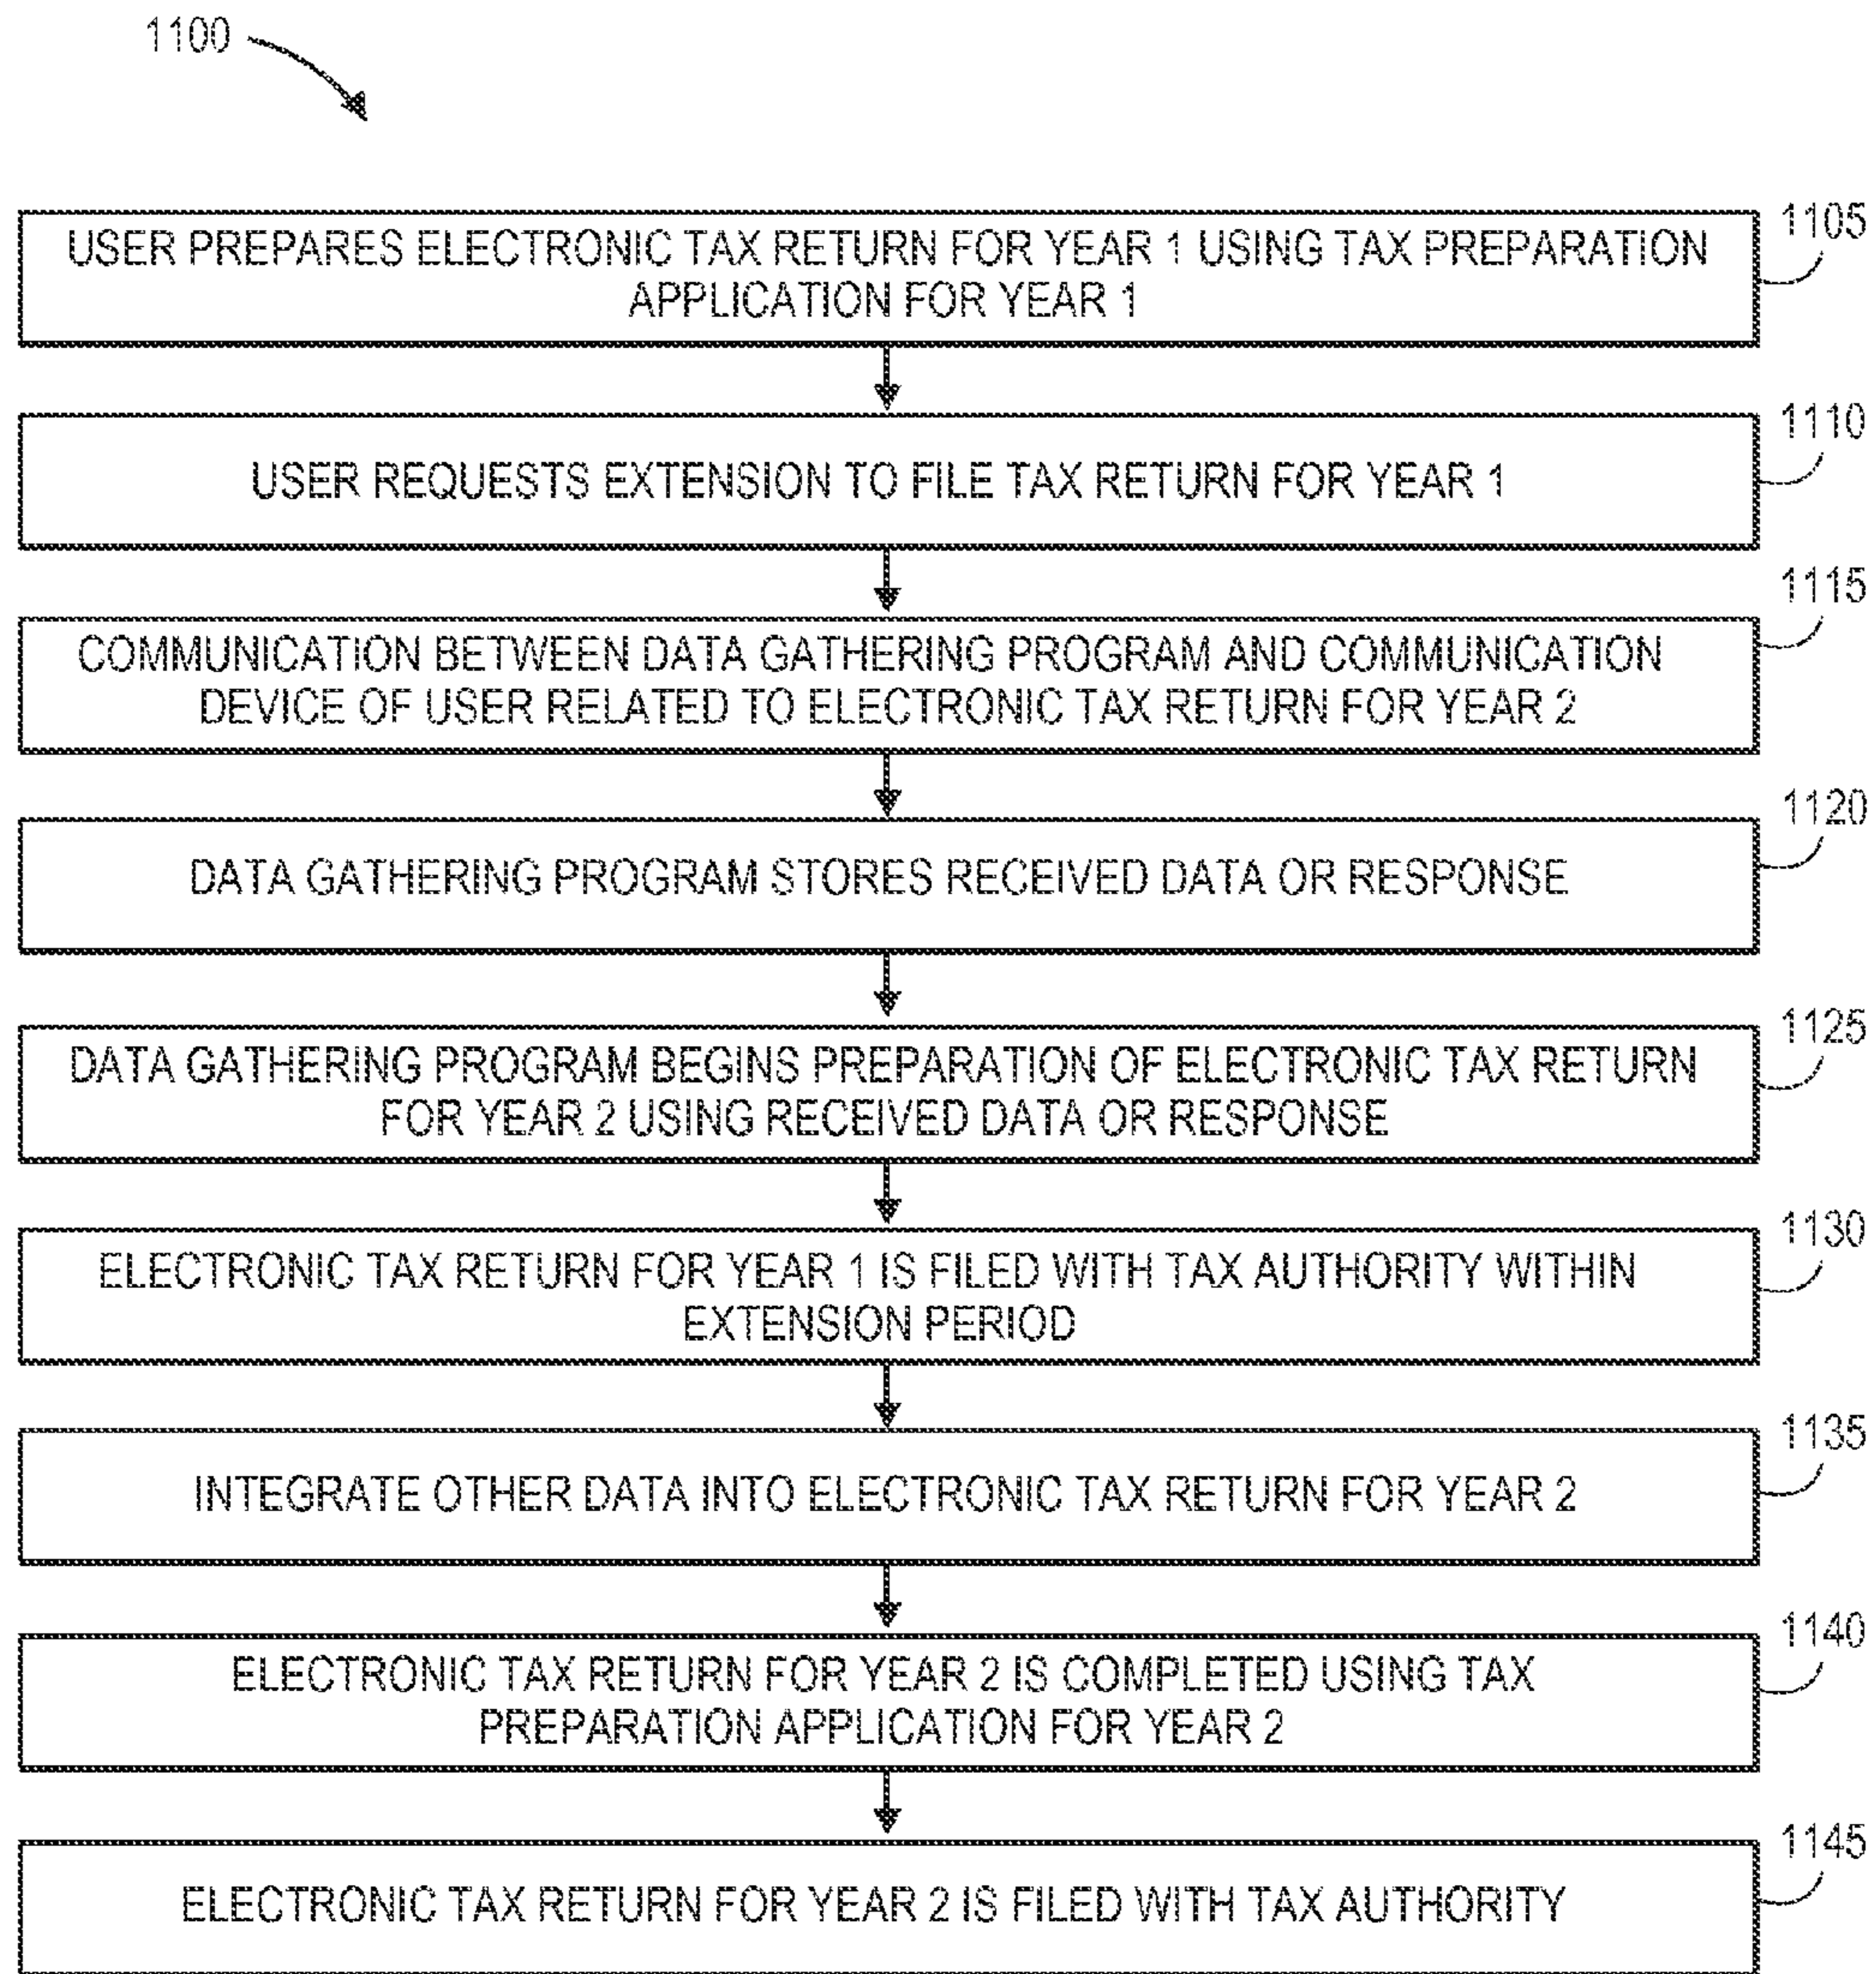 1100
USER PREPARES ELECTRONIC TAX RETURN FOR YEAR 1 USING TAX PREPARATION
APPLICATION FOR YEAR 1
1105
USER REQUESTS EXTENSION TO FILE TAX RETURN FOR YEAR 1
1110
COMMUNICATION BETWEEN DATA GATHERING PROGRAM AND COMMUNICATION
DEVICE OF USER RELATED TO ELECTRONIC TAX RETURN FOR YEAR 2
1115
DATA GATHERING PROGRAM STORES RECEIVED DATA OR RESPONSE
1120
DATA GATHERING PROGRAM BEGINS PREPARATION OF ELECTRONIC TAX RETURN
FOR YEAR 2 USING RECEIVED DATA OR RESPONSE
1125
ELECTRONIC TAX RETURN FOR YEAR 1 IS FILED WITH TAX AUTHORITY WITHIN
EXTENSION PERIOD
1130
INTEGRATE OTHER DATA INTO ELECTRONIC TAX RETURN FOR YEAR 2
1135
ELECTRONIC TAX RETURN FOR YEAR 2 IS COMPLETED USING TAX
PREPARATION APPLICATION FOR YEAR 2
1140
ELECTRONIC TAX RETURN FOR YEAR 2 IS FILED WITH TAX AUTHORITY
1145